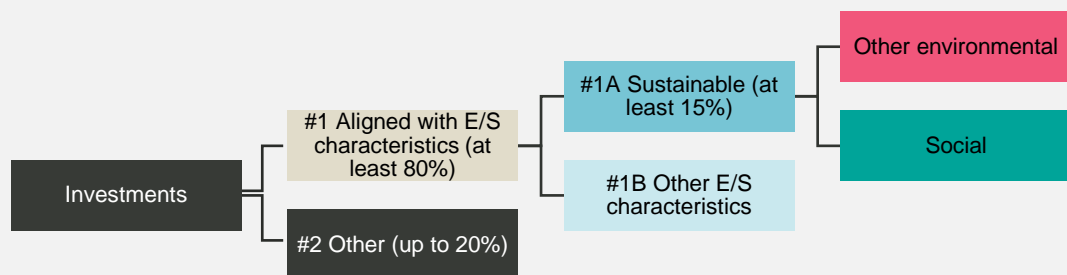 Investments
#1 Aligned with E/S
characteristics (at
least 80%)
#2 Other (up to 20%)
#1A Sustainable (at
least 15%)
#1B Other E/S
characteristics
Other environmental
Social